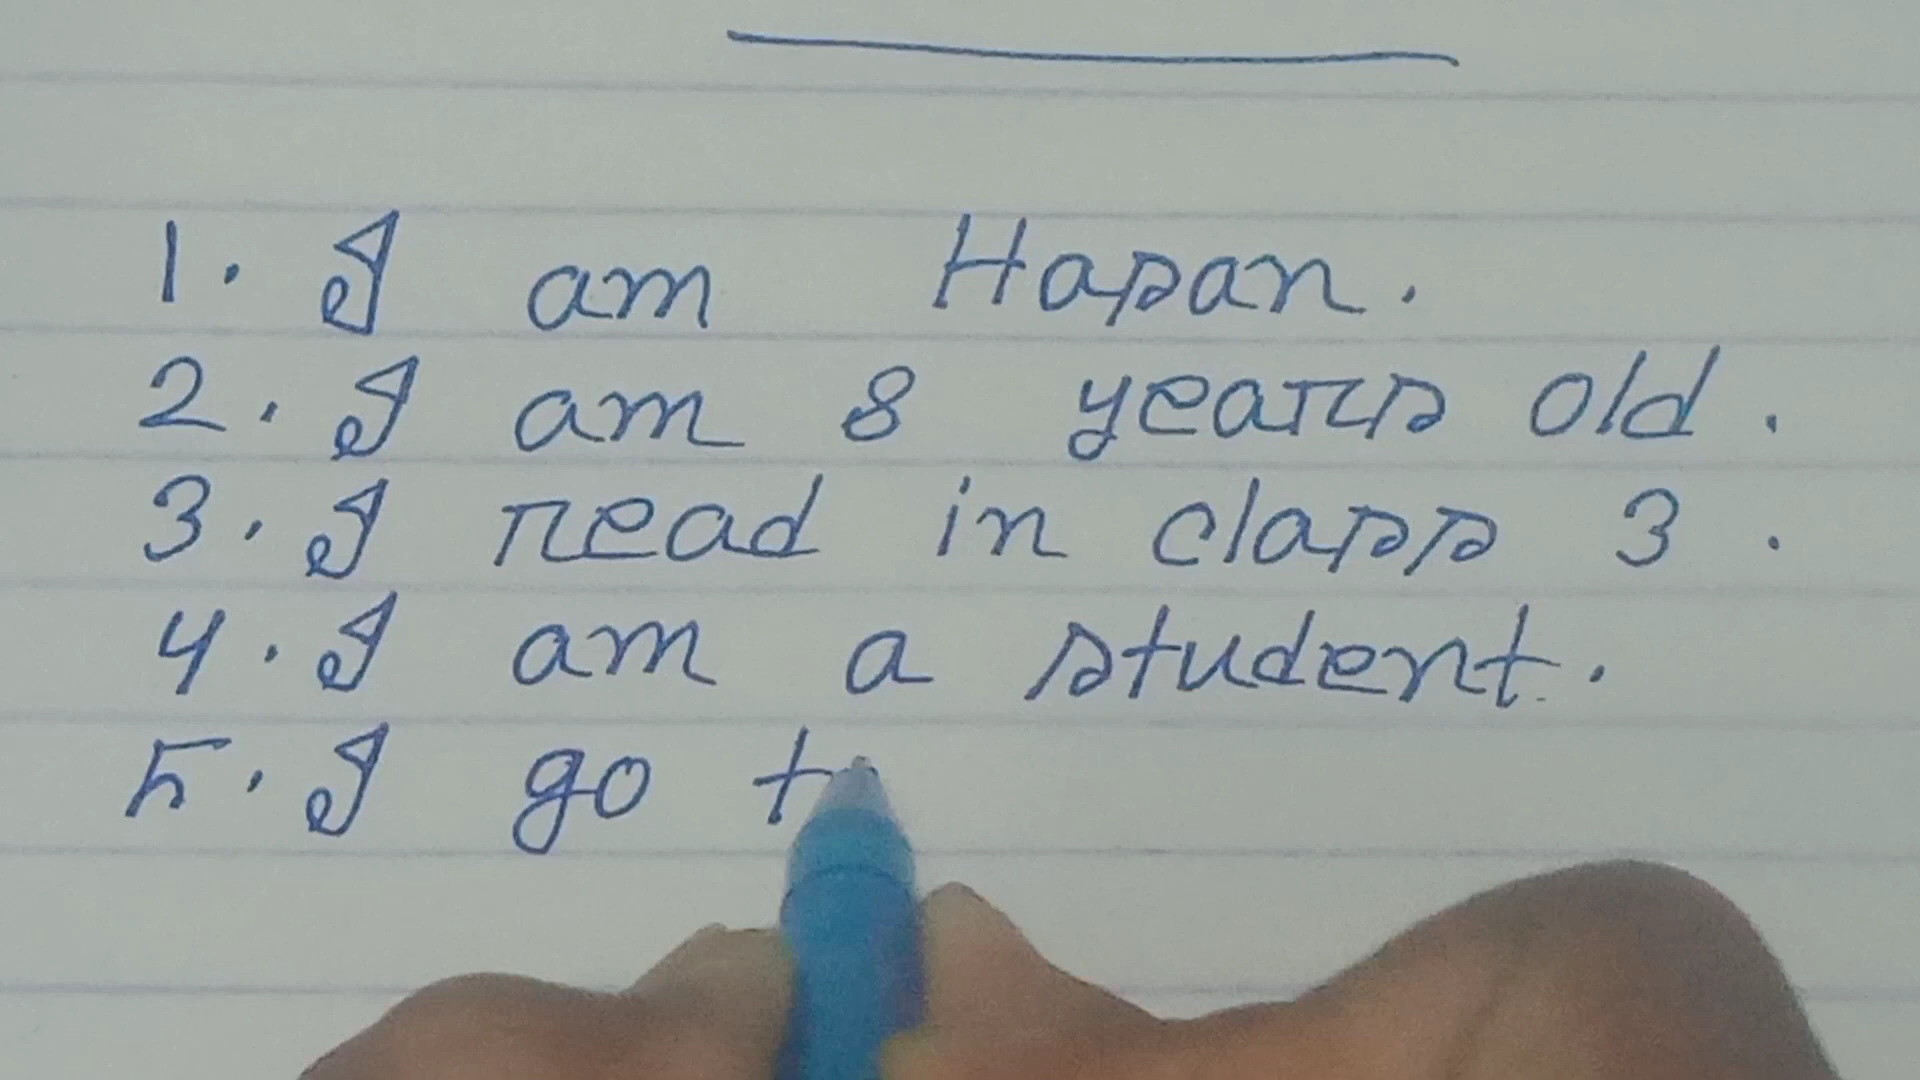 1. I am Hasan.
2. I am 8 years old.
3. I read in class 3.
4. I am a student.
5. I go